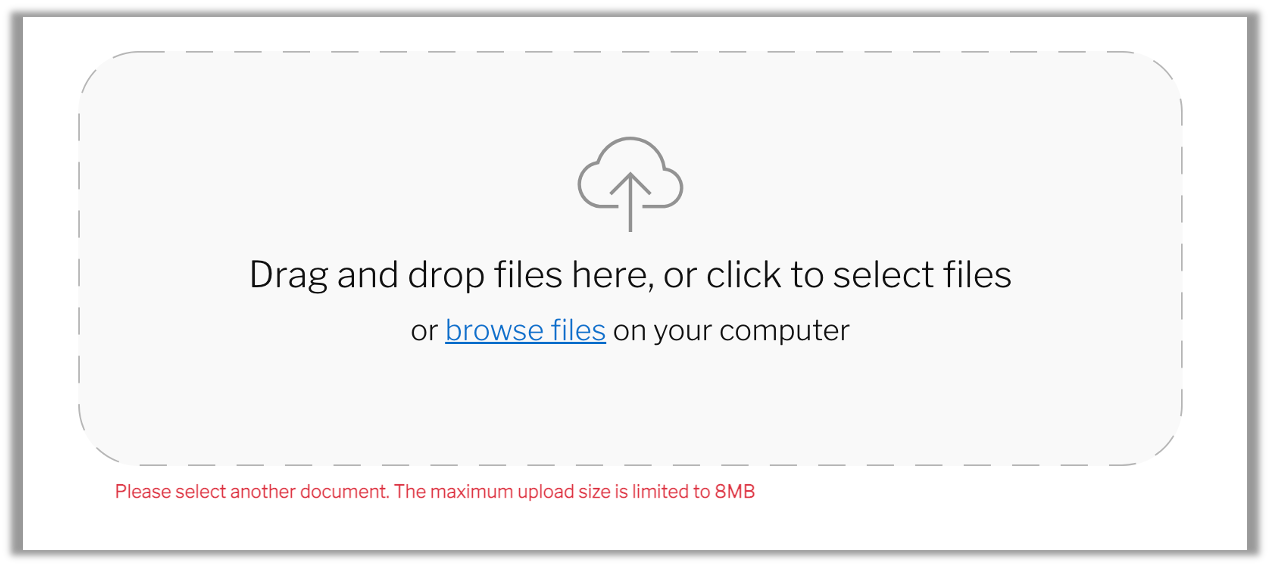 Drag and drop files here, or click to select files
or browse files on your computer
Please select another document. The maximum upload size is limited to 8MB